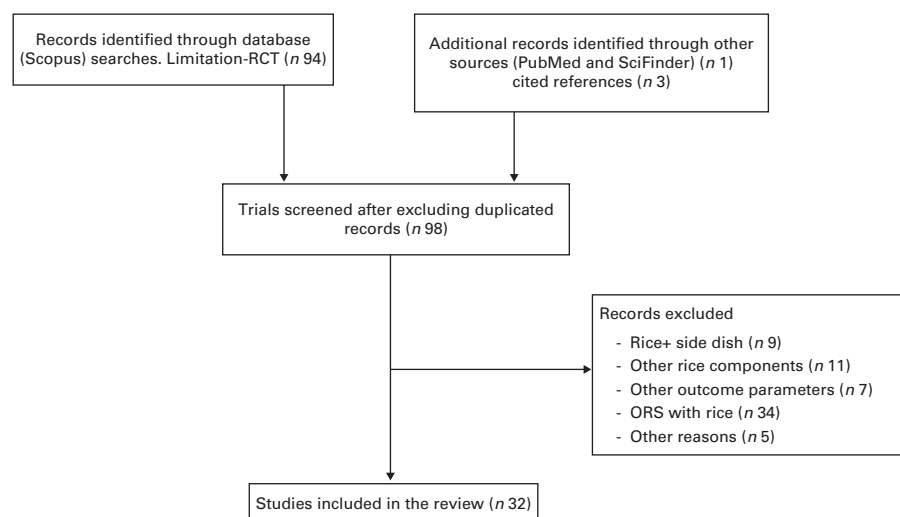 Records identified through database
(Scopus) searches. Limitation-RCT (n 94)
Additional records identified through other
sources (PubMed and SciFinder) (n 1)
cited references (n 3)
Trials screened after excluding duplicated
records (n 98)
Records excluded
- Rice+ side dish (n 9)
- Other rice components (n 11)
- Other outcome parameters (n 7)
- ORS with rice (n 34)
- Other reasons (n 5)
Studies included in the review (n 32)